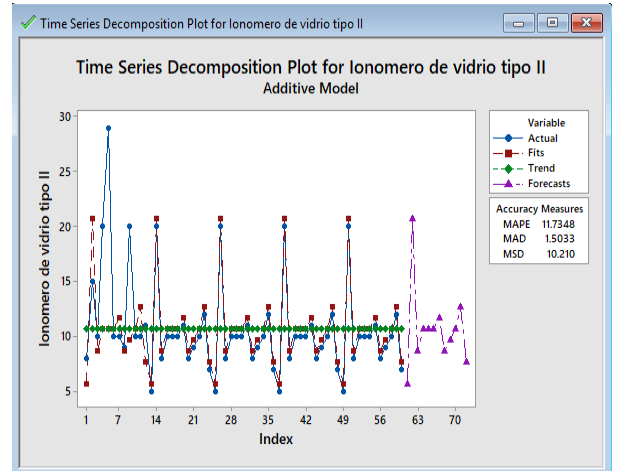 Time Series Decomposition Plot for Ionomero de vidrio tipo II
Time Series Decomposition Plot for Ionomero de vidrio tipo II
Additive Model
Ionomero de vidrio tipo II
30
25
20
15
10
5
1 7 14 21 28 35 42 49 56 63 70
Index
Variable
Actual
Fits
Trend
Forecasts
Accuracy Measures
MAPE 11.7348
MAD 1.5033
MSD 10.210